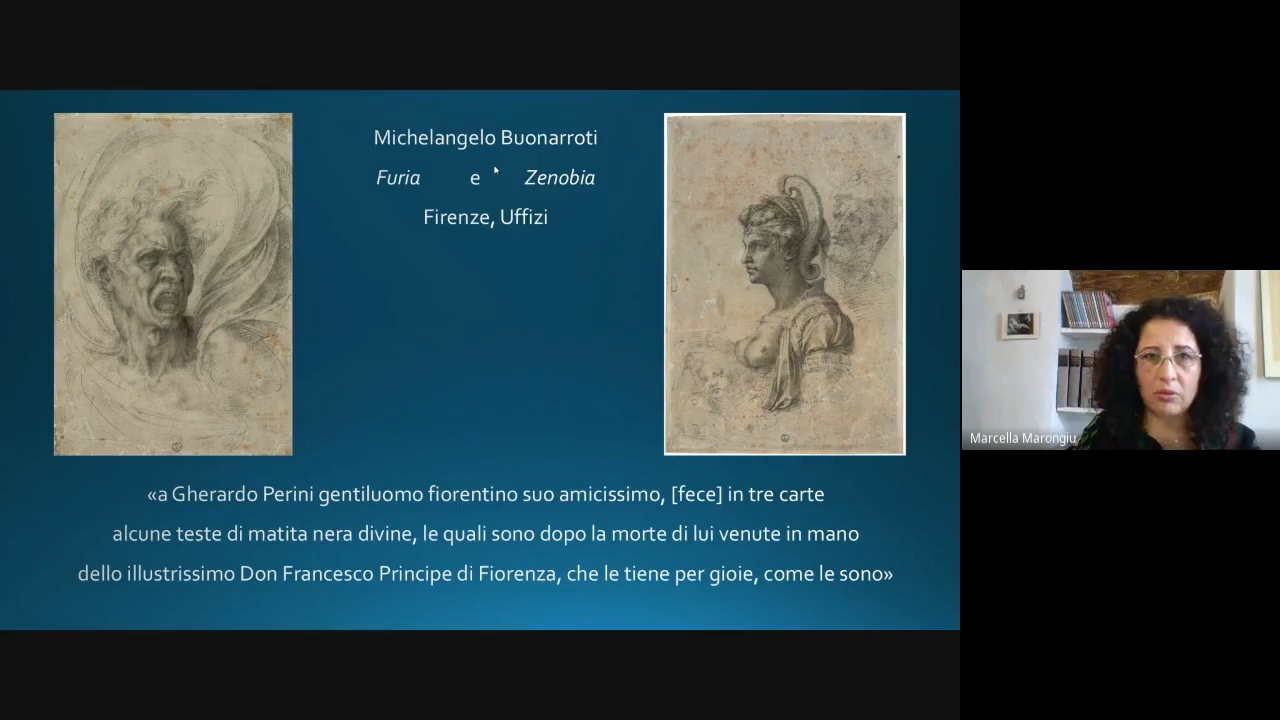 Michelangelo Buonarroti
Furia e Zenobia
Firenze, Uffizi
«a Gherardo Perini gentiluomo fiorentino suo amicissimo, [fece] in tre carte
alcune teste di matita nera divine, le quali sono dopo la morte di lui venute in mano
dello illustrissimo Don Francesco Principe di Fiorenza, che le tiene per gioie, come le sono»
Marcella Marongiu